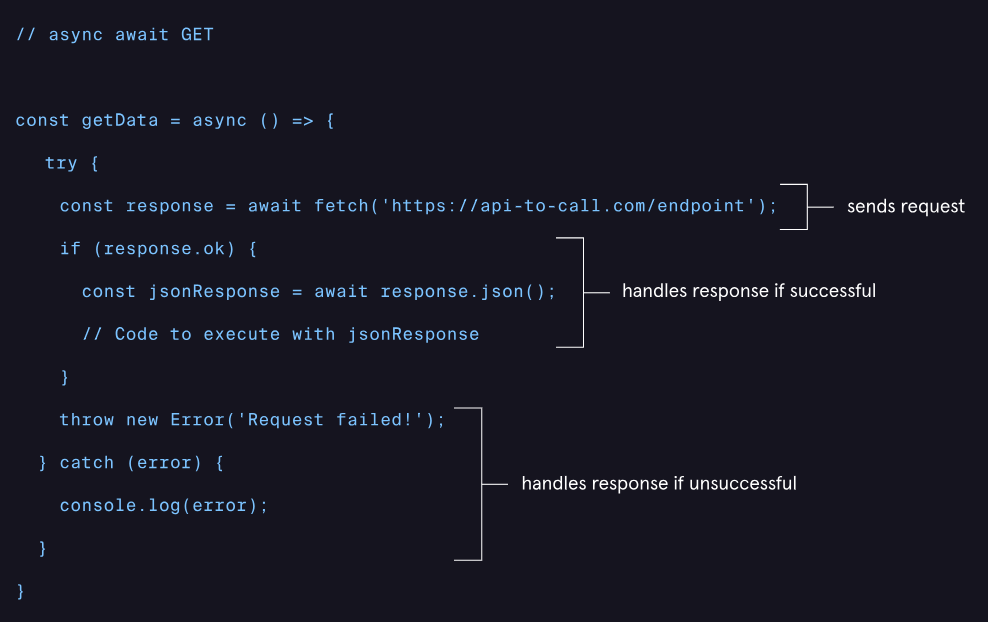 // async await GET
const getData = async () => {
try {
const response = await fetch('https://api-to-call.com/endpoint'); sends request
if (response.ok) {
const jsonResponse = await response.json(); handles response if successful
// Code to execute with jsonResponse
}
throw new Error('Request failed!');
} catch (error) {
handles response if unsuccessful
console.log(error);
}
}